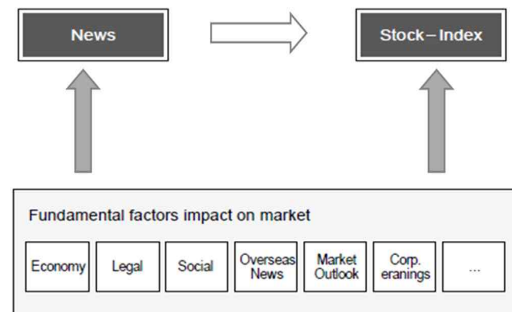 News
Stock–Index
Fundamental factors impact on market
Economy
Legal
Social
Overseas
News
Market
Outlook
Corp.
eranings
...